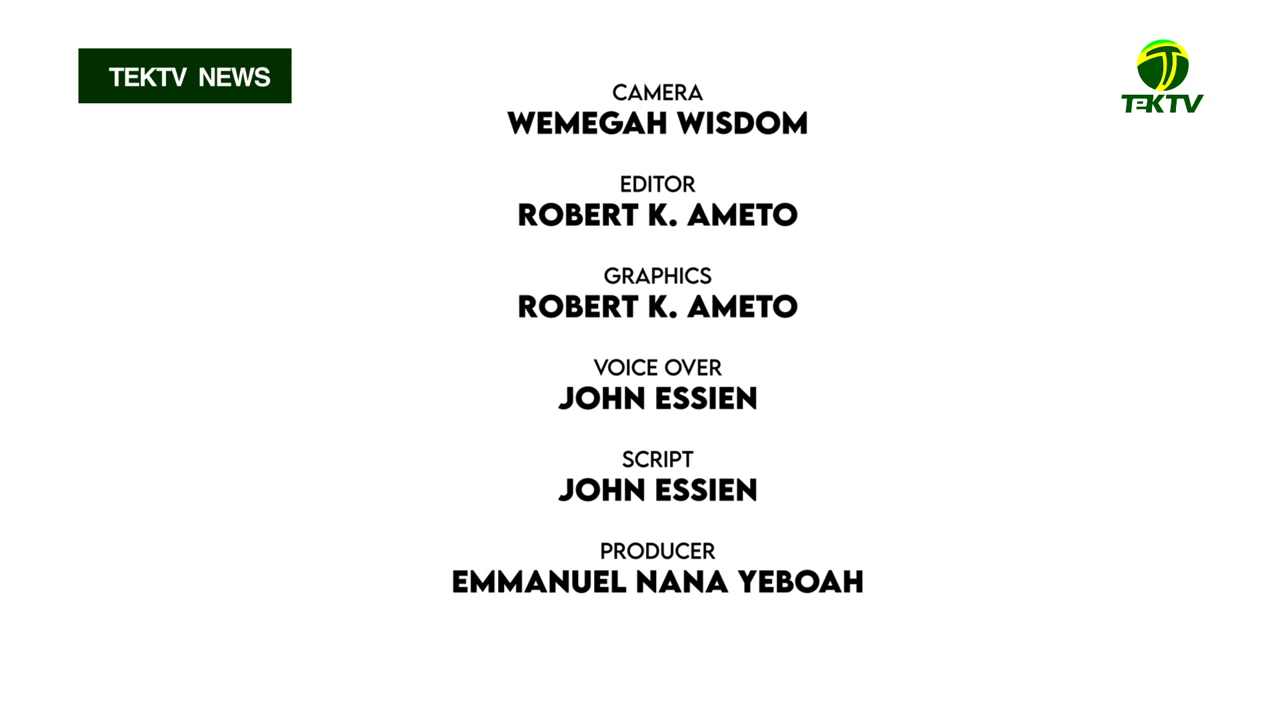 TEKTV NEWS
TEKTV
CAMERA
WEMEGAH WISDOM
EDITOR
ROBERT K. AMETO
GRAPHICS
ROBERT K. AMETO
VOICE OVER
JOHN ESSIEN
SCRIPT
JOHN ESSIEN
PRODUCER
EMMANUEL NANA YEBOAH